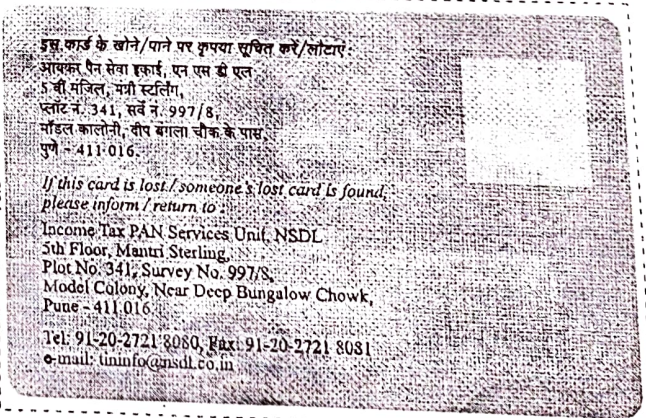 इस कार्ड के खोने/पाने पर कृपया सूचित करें/लौटाएं :
आयकर पैन सेवा इकाई, एन एस डी एल
5 वीं मंजिल, मंत्री स्टर्लिंग,
प्लॉट नं. 341, सर्वे नं. 997/8,
मॉडल कालोनी, दीप बंगला चौक के पास,
पुणे - 411 016.
If this card is lost / someone's lost card is found,
please inform / return to :
Income Tax PAN Services Unit, NSDL
5th Floor, Mantri Sterling,
Plot No. 341, Survey No. 997/8,
Model Colony, Near Deep Bungalow Chowk,
Pune - 411 016.
Tel: 91-20-2721 8080, Fax: 91-20-2721 8081
e-mail: tininfo@nsdl.co.in